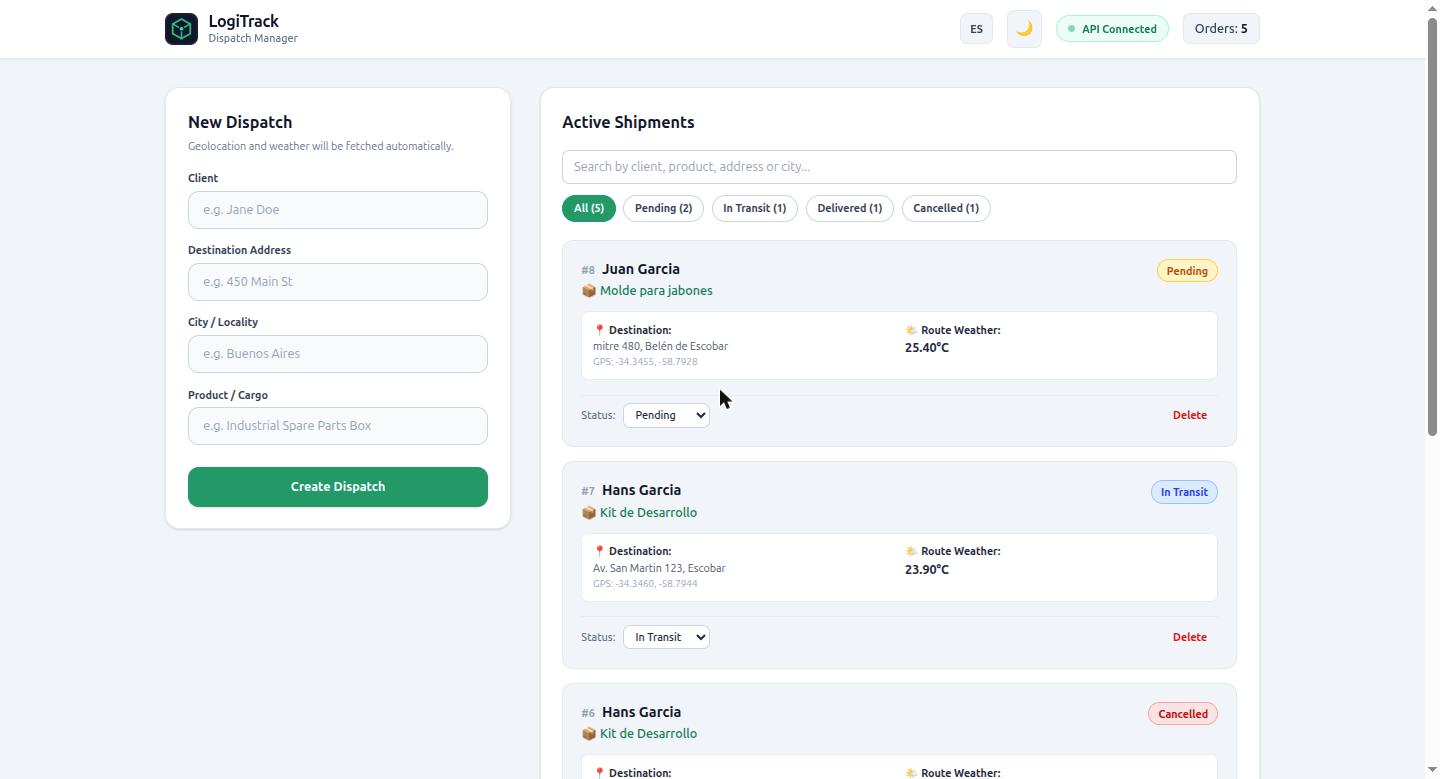 LogiTrack
Dispatch Manager
ES
API Connected
Orders: 5
New Dispatch
Geolocation and weather will be fetched automatically.
Client
e.g. Jane Doe
Destination Address
e.g. 450 Main St
City / Locality
e.g. Buenos Aires
Product / Cargo
e.g. Industrial Spare Parts Box
Create Dispatch
Active Shipments
Search by client, product, address or city...
All (5) Pending (2) In Transit (1) Delivered (1) Cancelled (1)
#8 Juan Garcia
Pending
📦 Molde para jabones
📍 Destination:
mitre 480, Belén de Escobar
GPS: -34.3455, -58.7928
🌤️ Route Weather:
25.40°C
Status: Pending
Delete
#7 Hans Garcia
In Transit
📦 Kit de Desarrollo
📍 Destination:
Av. San Martin 123, Escobar
GPS: -34.3460, -58.7944
🌤️ Route Weather:
23.90°C
Status: In Transit
Delete
#6 Hans Garcia
Cancelled
📦 Kit de Desarrollo
📍 Destination:
🌤️ Route Weather: